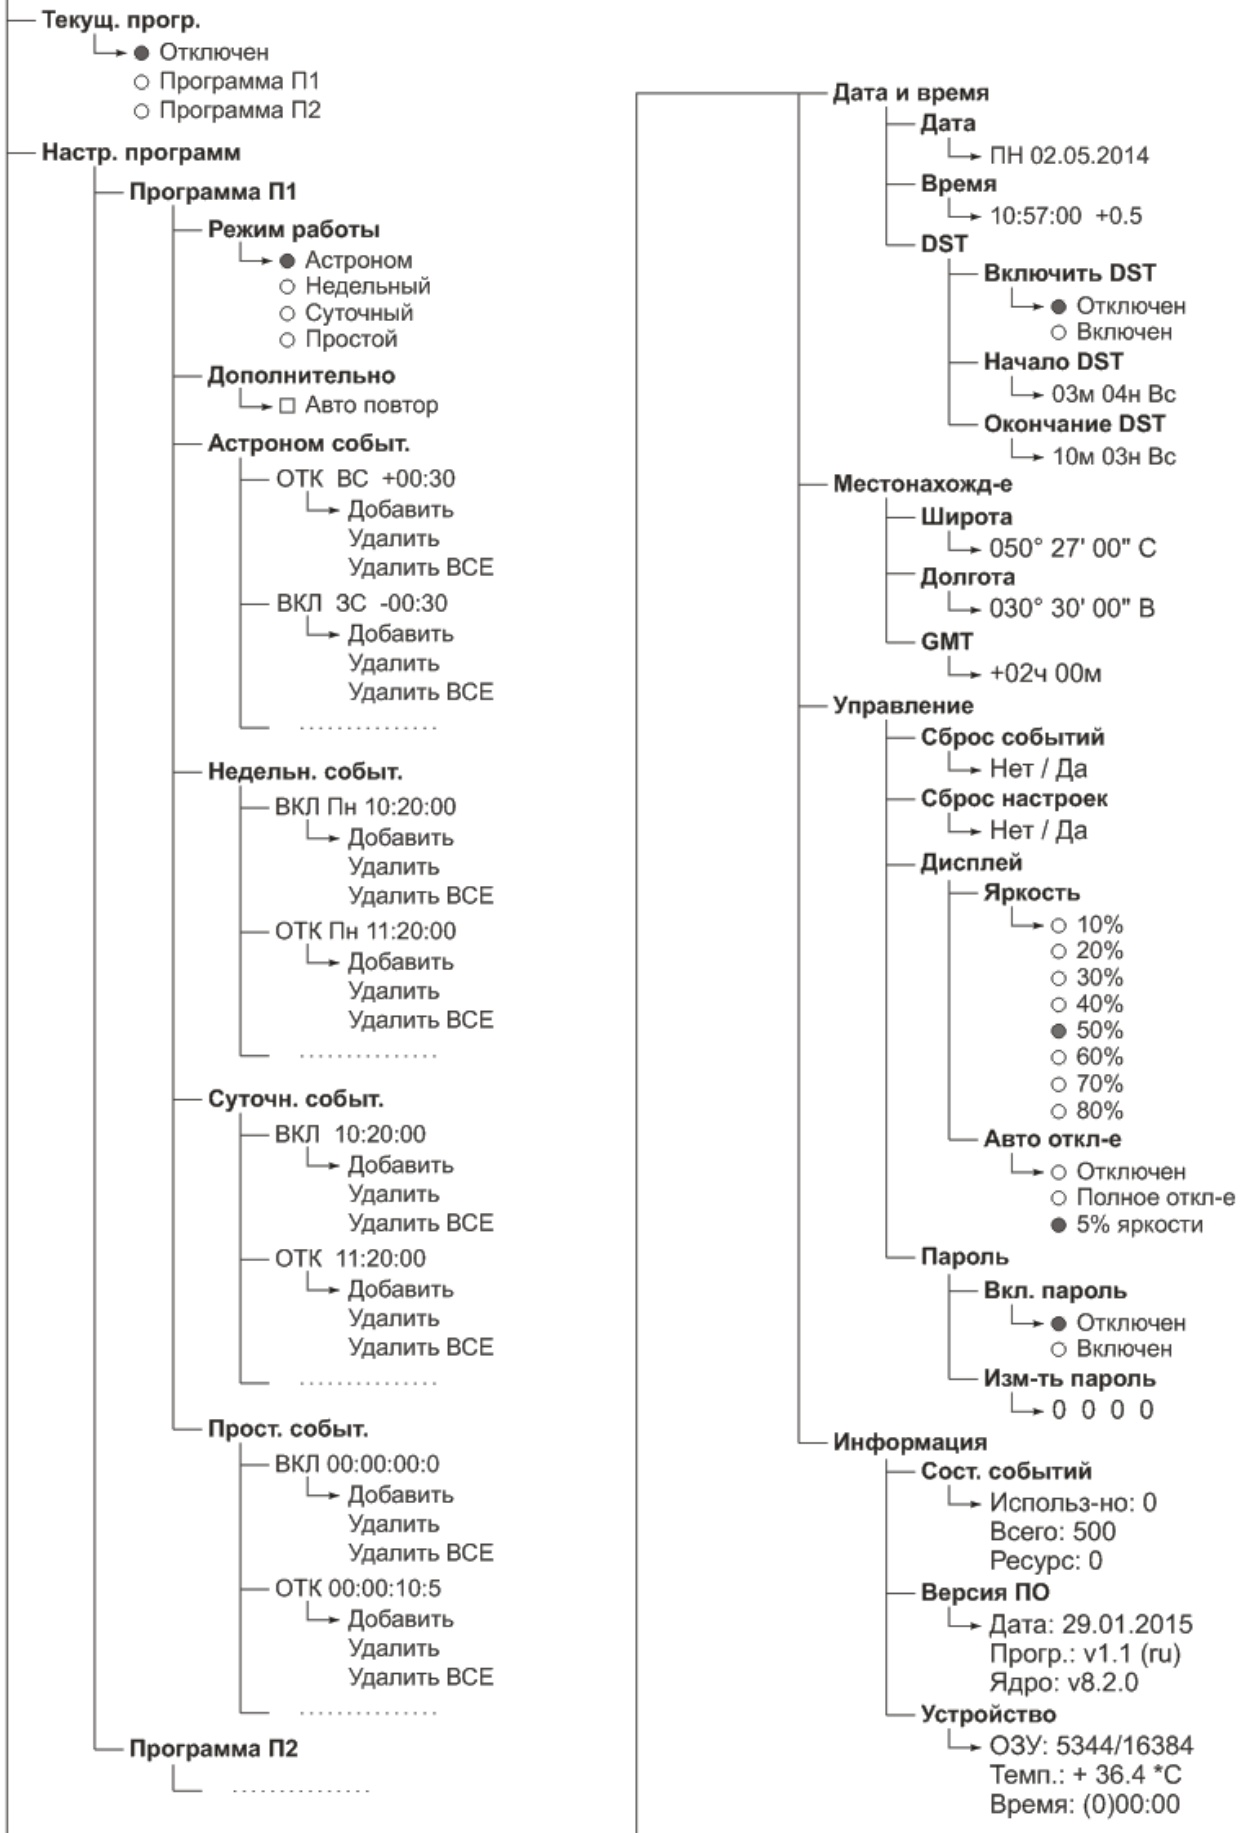 Текущ. прогр.
Отключен
Программа П1
Программа П2
Настр. программ
Программа П1
Режим работы
Астроном
Недельный
Суточный
Простой
Дополнительно
Авто повтор
Астроном событ.
ОТК ВС +00:30
Добавить
Удалить
Удалить ВСЕ
ВКЛ ЗС -00:30
Добавить
Удалить
Удалить ВСЕ
Недельн. событ.
ВКЛ Пн 10:20:00
Добавить
Удалить
Удалить ВСЕ
ОТК Пн 11:20:00
Добавить
Удалить
Удалить ВСЕ
Суточн. событ.
ВКЛ 10:20:00
Добавить
Удалить
Удалить ВСЕ
ОТК 11:20:00
Добавить
Удалить
Удалить ВСЕ
Прост. событ.
ВКЛ 00:00:00:0
Добавить
Удалить
Удалить ВСЕ
ОТК 00:00:10:5
Добавить
Удалить
Удалить ВСЕ
Программа П2
Дата и время
Дата
ПН 02.05.2014
Время
10:57:00 +0.5
DST
Включить DST
Отключен
Включен
Начало DST
03м 04н Вс
Окончание DST
10м 03н Вс
Местонахожд-е
Широта
050° 27' 00" С
Долгота
030° 30' 00" В
GMT
+02ч 00м
Управление
Сброс событий
Нет / Да
Сброс настроек
Нет / Да
Дисплей
Яркость
10%
20%
30%
40%
50%
60%
70%
80%
Авто откл-е
Отключен
Полное откл-е
5% яркости
Пароль
Вкл. пароль
Отключен
Включен
Изм-ть пароль
0 0 0 0
Информация
Сост. событий
Использ-но: 0
Всего: 500
Ресурс: 0
Версия ПО
Дата: 29.01.2015
Прогр.: v1.1 (ru)
Ядро: v8.2.0
Устройство
ОЗУ: 5344/16384
Темп.: + 36.4 *C
Время: (0)00:00